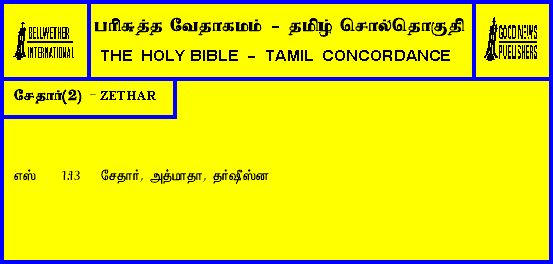 BELLWETHER
INTERNATIONAL
பரிசுத்த வேதாகமம் - தமிழ் சொல்தொகுதி
THE HOLY BIBLE - TAMIL CONCORDANCE
GOOD NEWS
PUBLISHERS
சேதார்(2) - ZETHAR
எஸ் 1:13 சேதார், அத்மாதா, தர்ஷீஸ்ன